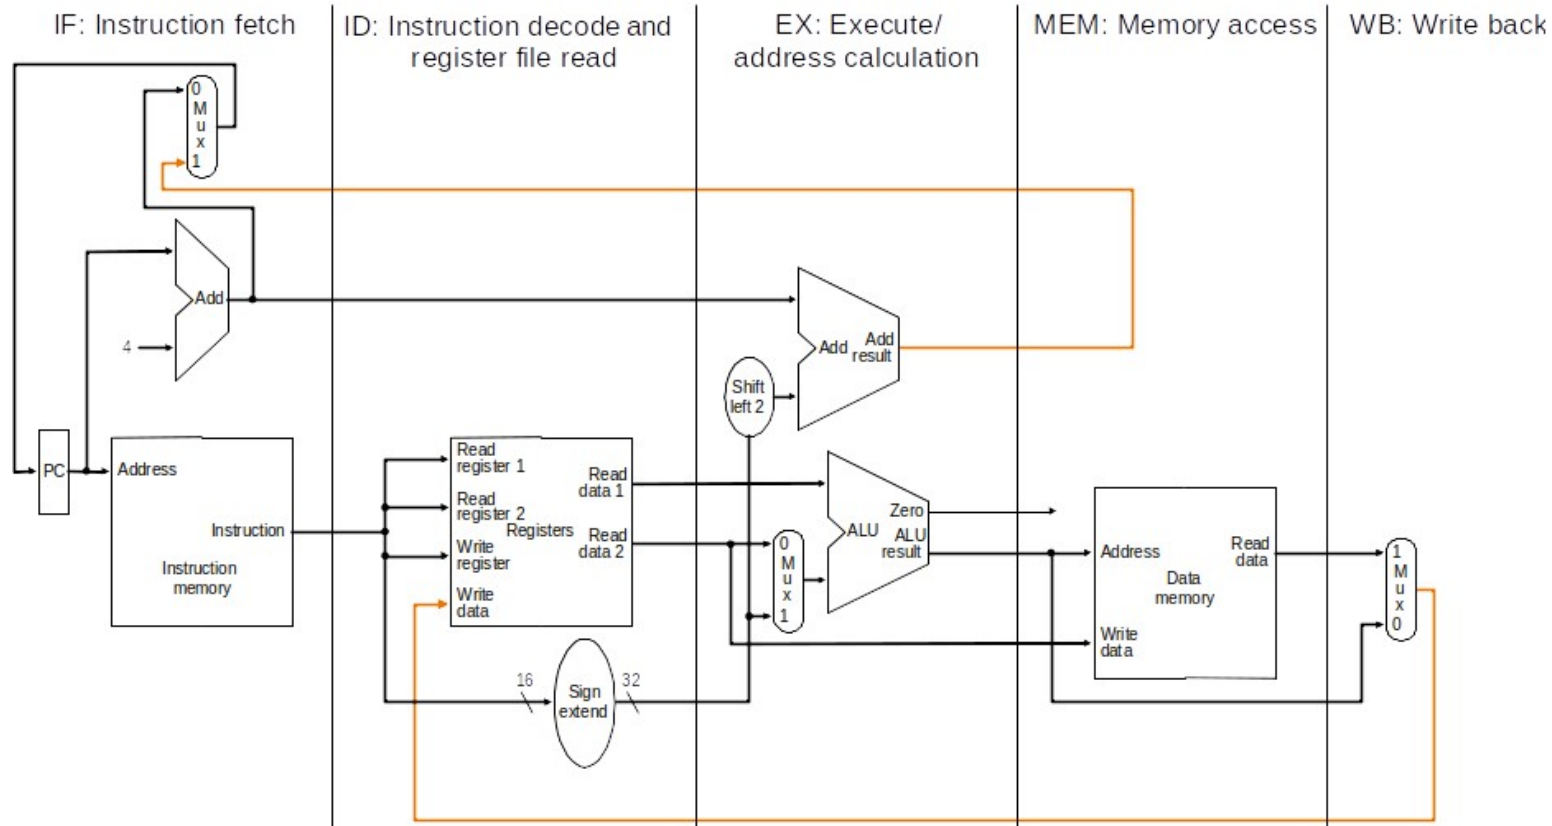 IF: Instruction fetch
ID: Instruction decode and
register file read
EX: Execute/
address calculation
MEM: Memory access
WB: Write back
0
M
u
x
1
Add
4
Add
Add
result
Shift
left 2
PC
Address
Instruction
Instruction
memory
Read
register 1
Read
register 2
Write
register
Write
data
Registers
Read
data 1
Read
data 2
16
Sign
extend
32
0
M
u
x
1
ALU
Zero
ALU
result
Address
Write
data
Data
memory
Read
data
1
M
u
x
0